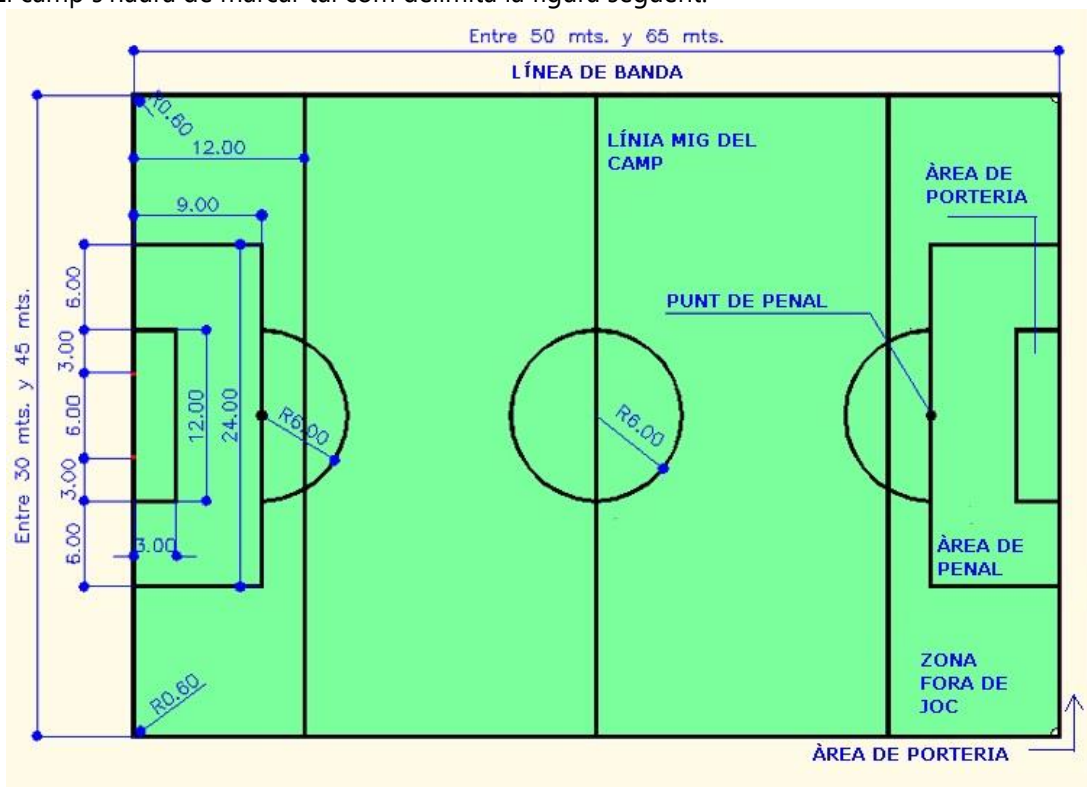 El camp s'haurà de marcar tal com delimita la figura següent:
Entre 50 mts. y 65 mts.
LÍNEA DE BANDA
R0.60
12.00
9.00
LÍNIA MIG DEL
CAMP
ÀREA DE
PORTERIA
PUNT DE PENAL
Entre 30 mts. y 45 mts.
6.00
3.00
6.00
3.00
6.00
12.00
24.00
R6.00
R6.00
3.00
ÀREA DE
PENAL
R0.60
ZONA
FORA DE
JOC
ÀREA DE PORTERIA